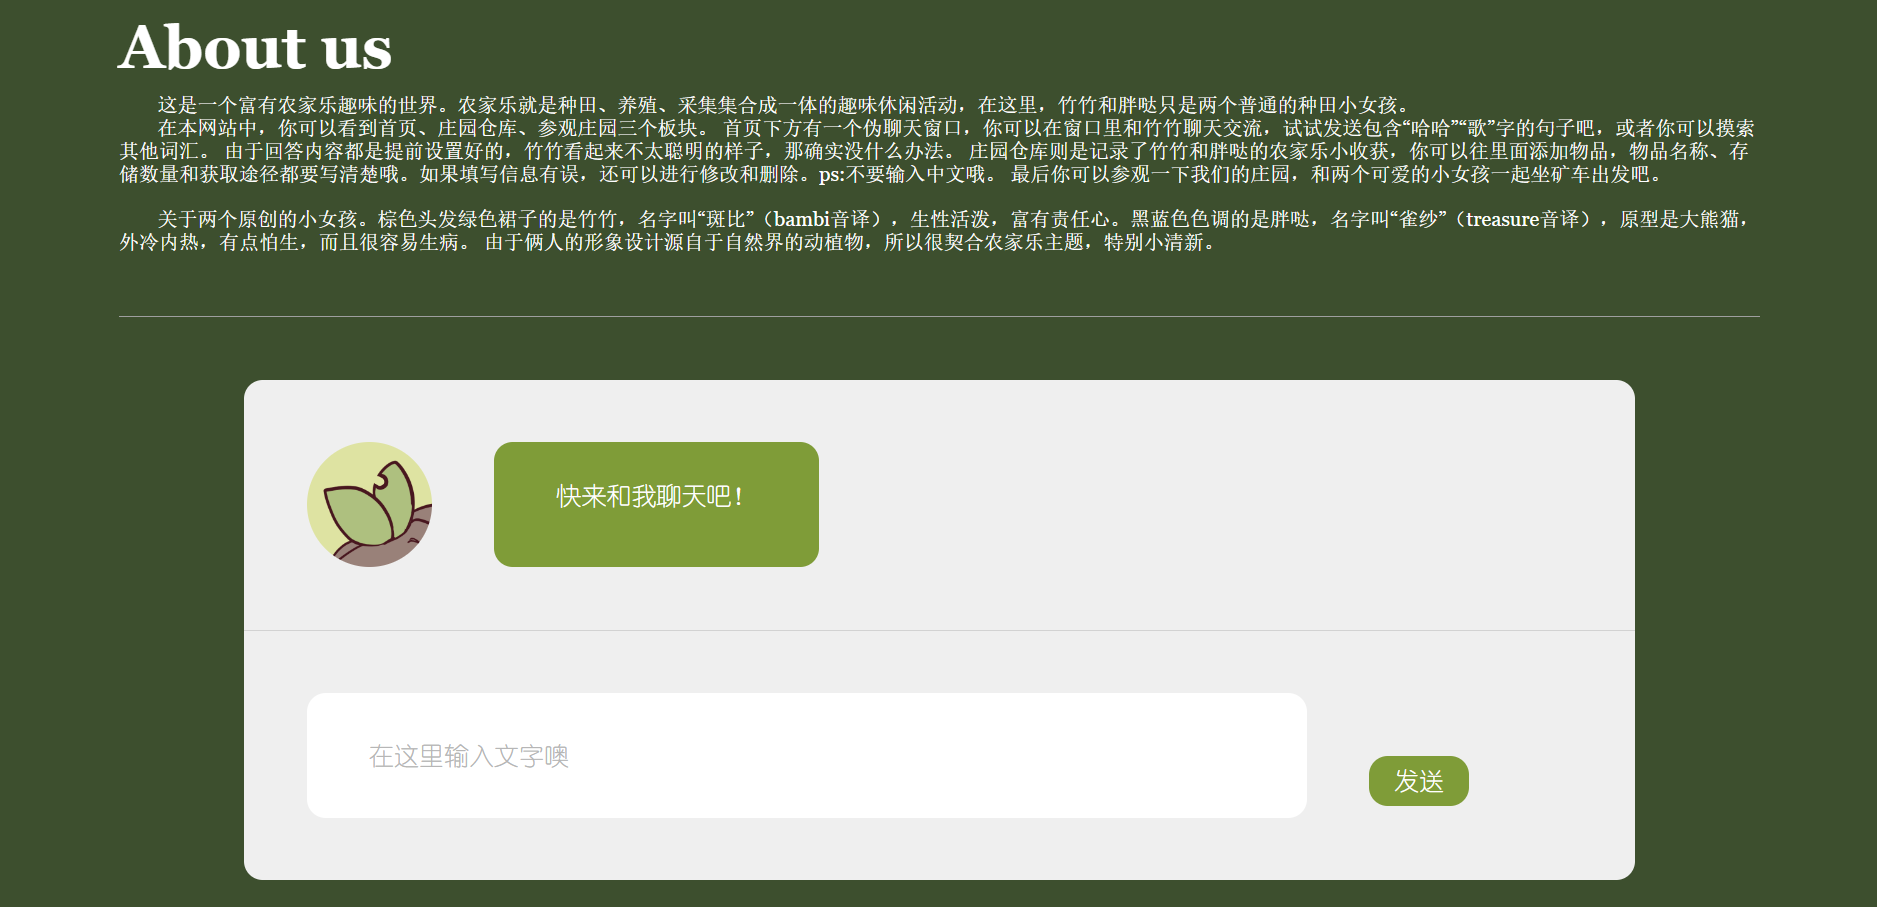 About us
这是一个富有农家乐趣味的世界。农家乐就是种田、养殖、采集集合成一体的趣味休闲活动，在这里，竹竹和胖哒只是两个普通的种田小女孩。
在本网站中，你可以看到首页、庄园仓库、参观庄园三个板块。 首页下方有一个伪聊天窗口，你可以在窗口里和竹竹聊天交流，试试发送包含“哈哈”“歌”字的句子吧，或者你可以摸索
其他词汇。 由于回答内容都是提前设置好的，竹竹看起来不太聪明的样子，那确实没什么办法。 庄园仓库则是记录了竹竹和胖哒的农家乐小收获，你可以往里面添加物品，物品名称、存
储数量和获取途径都要写清楚哦。如果填写信息有误，还可以进行修改和删除。ps:不要输入中文哦。 最后你可以参观一下我们的庄园，和两个可爱的小女孩一起坐矿车出发吧。
关于两个原创的小女孩。棕色头发绿色裙子的是竹竹，名字叫“斑比”（bambi音译），生性活泼，富有责任心。黑蓝色色调的是胖哒，名字叫“雀纱”（treasure音译），原型是大熊猫，
外冷内热，有点怕生，而且很容易生病。 由于俩人的形象设计源自于自然界的动植物，所以很契合农家乐主题，特别小清新。
快来和我聊天吧！
在这里输入文字噢
发送